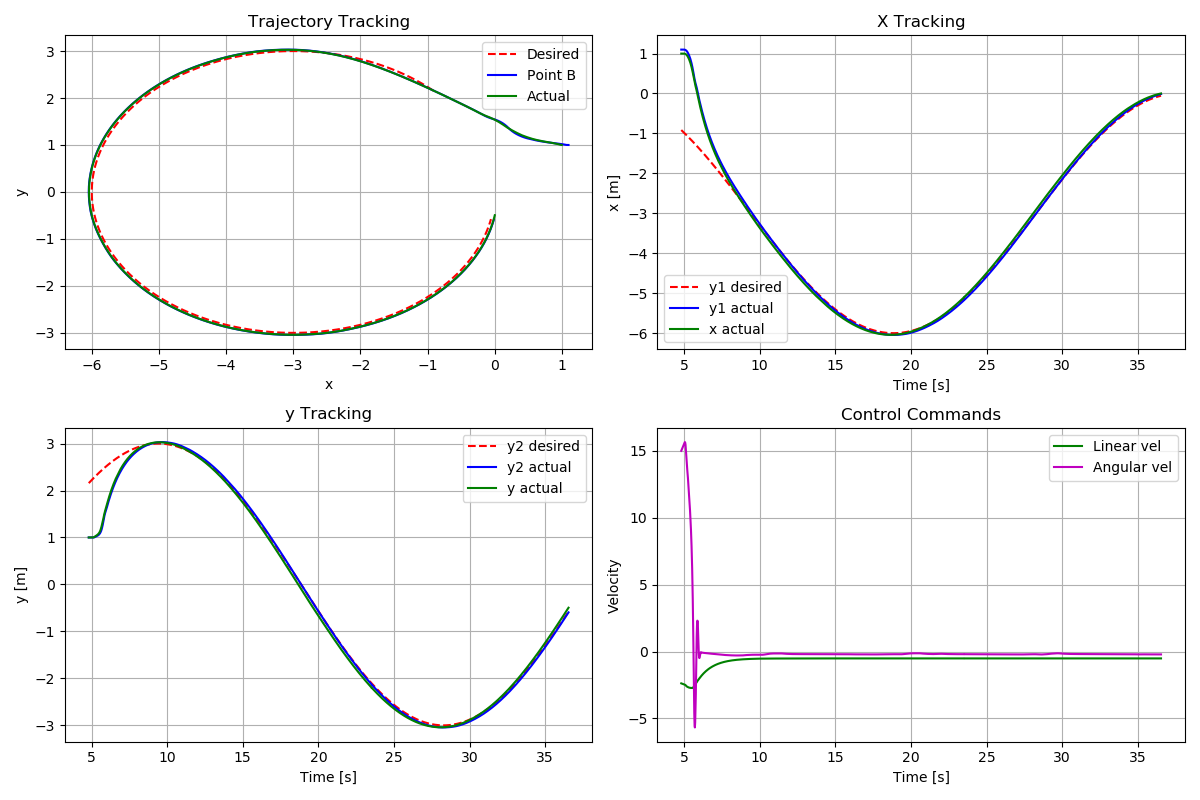 Trajectory Tracking
3
2
1
0
−1
−2
−3
y
Desired
Point B
Actual
−6 −5 −4 −3 −2 −1 0 1
x
X Tracking
1
0
−1
−2
−3
−4
−5
−6
x [m]
y1 desired
y1 actual
x actual
5 10 15 20 25 30 35
Time [s]
y Tracking
3
2
1
0
−1
−2
−3
y [m]
y2 desired
y2 actual
y actual
5 10 15 20 25 30 35
Time [s]
Control Commands
15
10
5
0
−5
Velocity
Linear vel
Angular vel
5 10 15 20 25 30 35
Time [s]